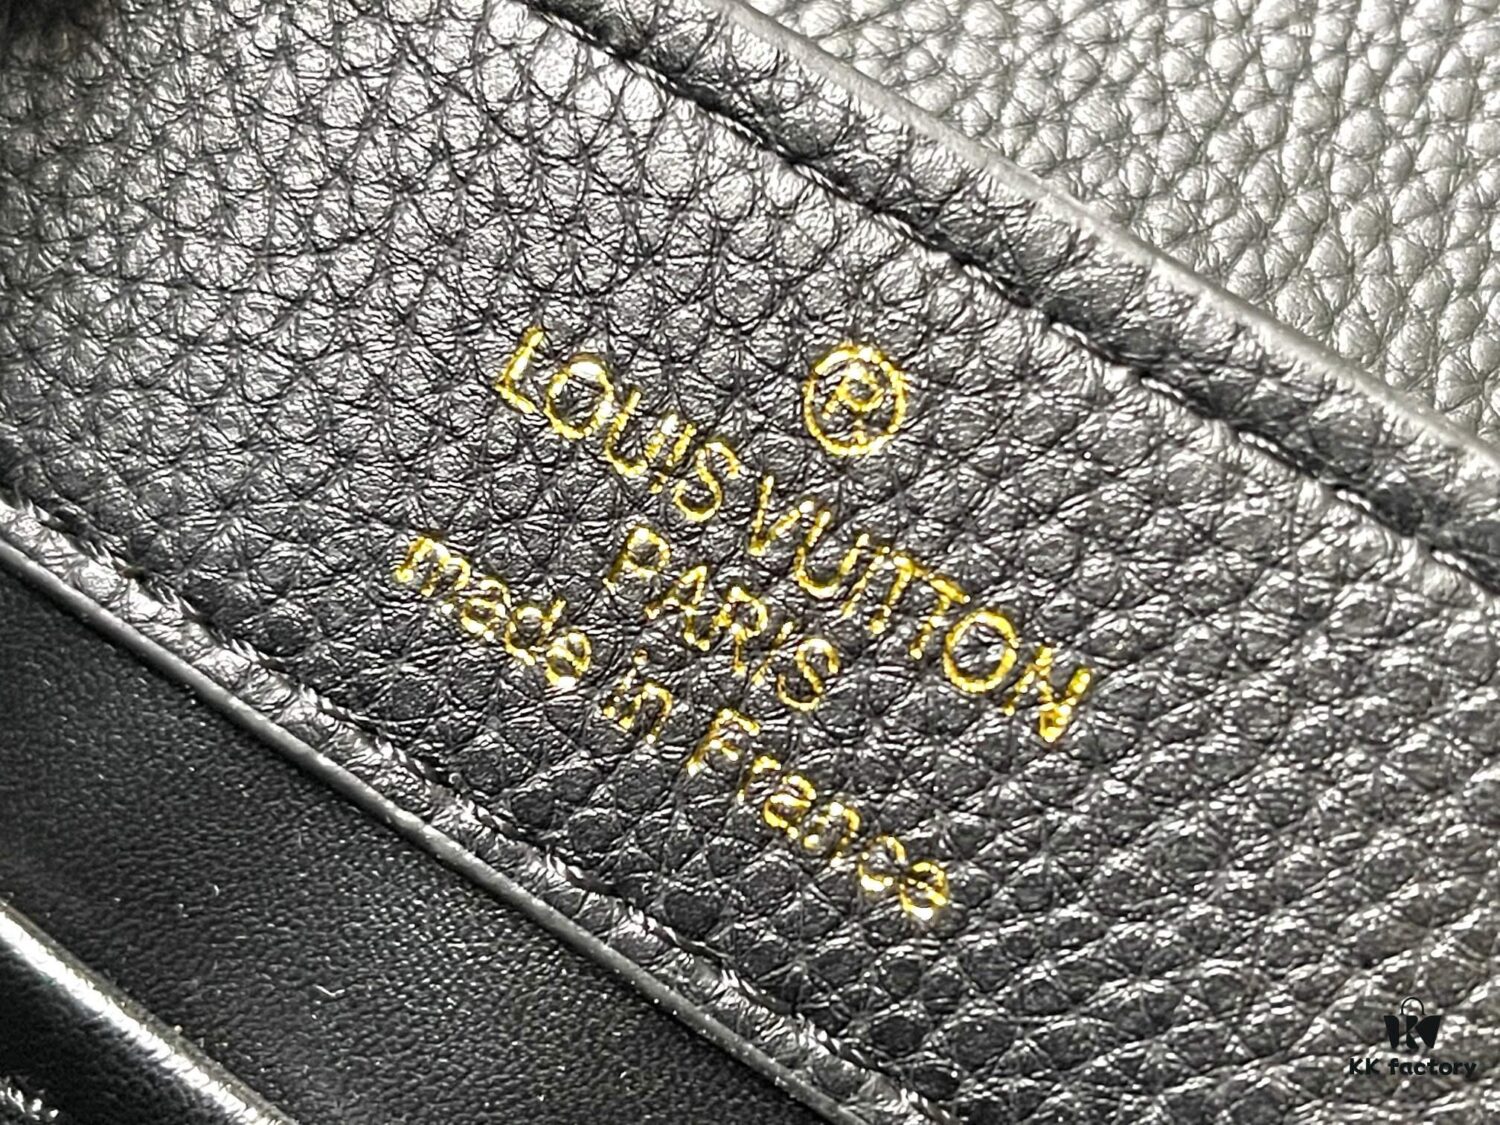 ®
LOUIS VUITTON
PARIS
made in France
KK factory